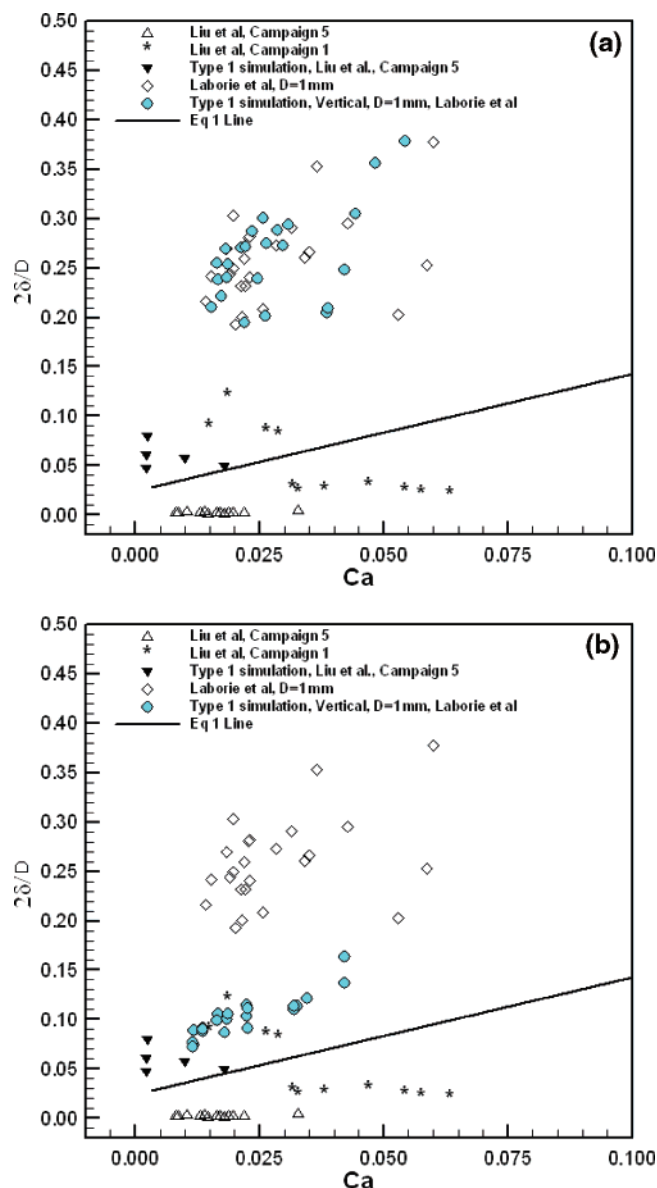 (a)
Liu et al, Campaign 5
Liu et al, Campaign 1
Type 1 simulation, Liu et al., Campaign 5
Laborie et al, D=1mm
Type 1 simulation, Vertical, D=1mm, Laborie et al
Eq 1 Line
0.50
0.45
0.40
0.35
0.30
0.25
0.20
0.15
0.10
0.05
0.00
2δ/D
0.000 0.025 0.050 0.075 0.100
Ca
(b)
Liu et al, Campaign 5
Liu et al, Campaign 1
Type 1 simulation, Liu et al., Campaign 5
Laborie et al, D=1mm
Type 1 simulation, Vertical, D=1mm, Laborie et al
Eq 1 Line
0.50
0.45
0.40
0.35
0.30
0.25
0.20
0.15
0.10
0.05
0.00
2δ/D
0.000 0.025 0.050 0.075 0.100
Ca